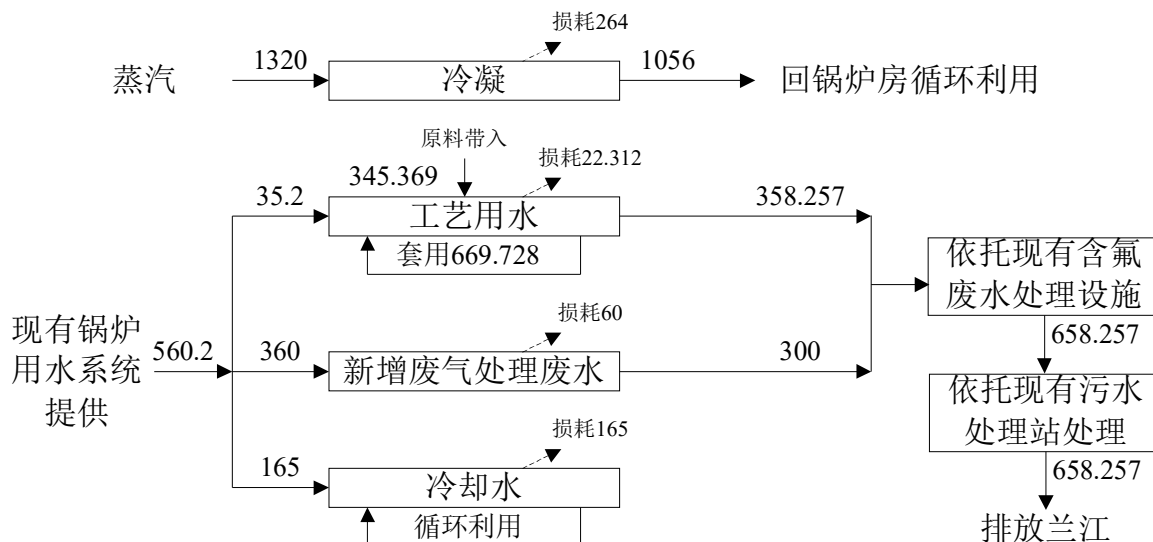 损耗264
蒸汽
1320
冷凝
1056
回锅炉房循环利用
原料带入
345.369
损耗22.312
35.2
工艺用水
358.257
套用669.728
依托现有含氟
废水处理设施
658.257
现有锅炉
用水系统
提供
560.2
损耗60
360
新增废气处理废水
300
依托现有污水
处理站处理
658.257
损耗165
165
冷却水
循环利用
排放兰江